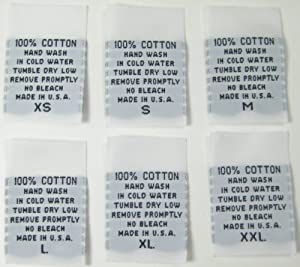 100% COTTON
HAND WASH
IN COLD WATER
TUMBLE DRY LOW
REMOVE PROMPTLY
NO BLEACH
MADE IN U.S.A.
XS
100% COTTON
HAND WASH
IN COLD WATER
TUMBLE DRY LOW
REMOVE PROMPTLY
NO BLEACH
MADE IN U.S.A.
S
100% COTTON
HAND WASH
IN COLD WATER
TUMBLE DRY LOW
REMOVE PROMPTLY
NO BLEACH
MADE IN U.S.A.
M
100% COTTON
HAND WASH
IN COLD WATER
TUMBLE DRY LOW
REMOVE PROMPTLY
NO BLEACH
MADE IN U.S.A.
L
100% COTTON
HAND WASH
IN COLD WATER
TUMBLE DRY LOW
REMOVE PROMPTLY
NO BLEACH
MADE IN U.S.A.
XL
100% COTTON
HAND WASH
IN COLD WATER
TUMBLE DRY LOW
REMOVE PROMPTLY
NO BLEACH
MADE IN U.S.A.
XXL